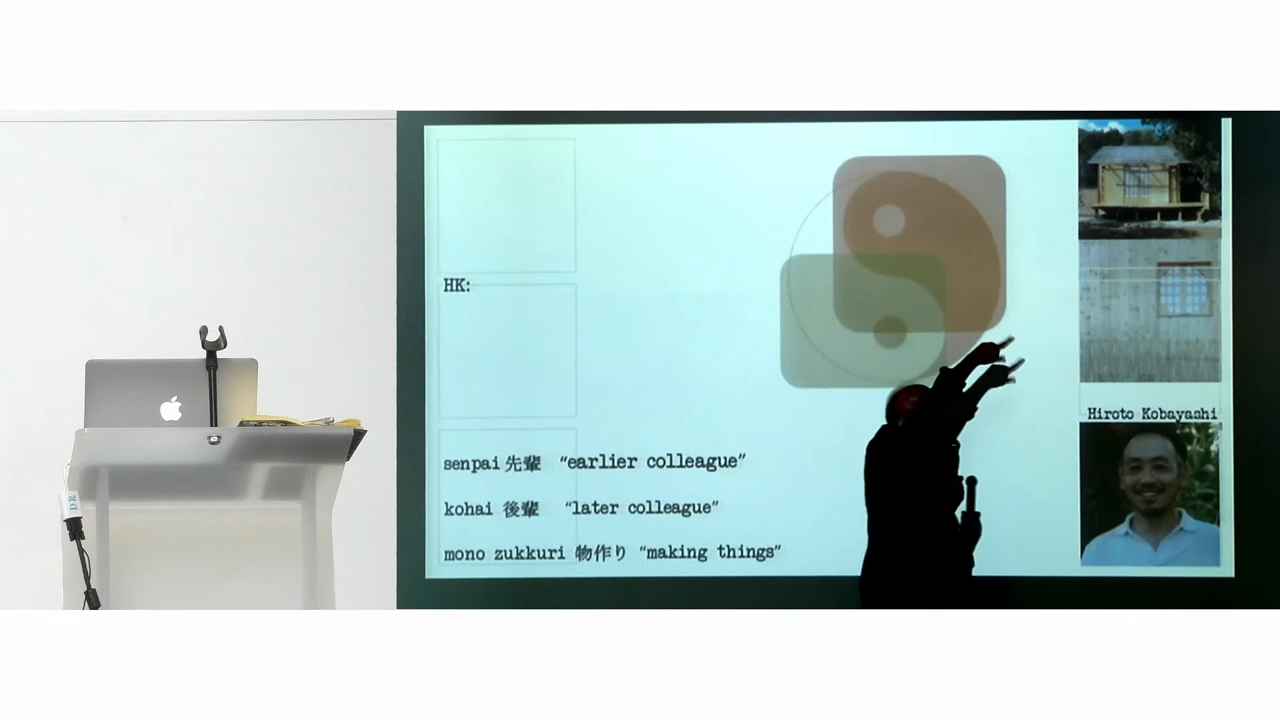 HK:
senpai 先輩 “earlier colleague”
kohai 後輩 “later colleague”
mono zukkuri 物作り “making things”
Hiroto Kobayashi
DR